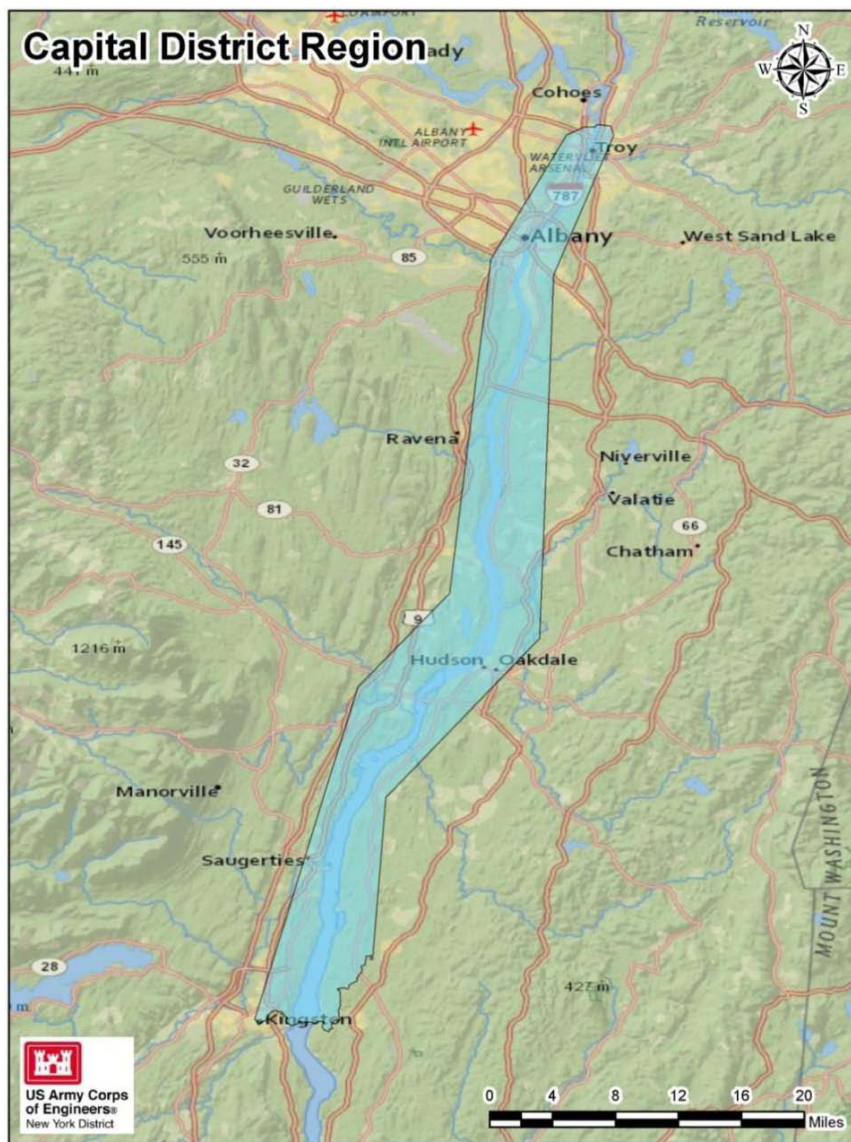 Capital District Region
ady
Reservoir
N
W
E
S
Cohoes
ALBANY
INTL AIRPORT
WATERVLIET
ARSENAL
Troy
GUILDERLAND
WETS
787
Voorheesville
Albany
West Sand Lake
555 m
85
Ravena
Niverville
32
Valatie
81
66
145
Chatham
9
1216 m
Hudson
Oakdale
Manorville
MOUNT WASHINGTON
Saugerties
28
427 m
Kingston
US Army Corps
of Engineers®
New York District
0 4 8 12 16 20
Miles